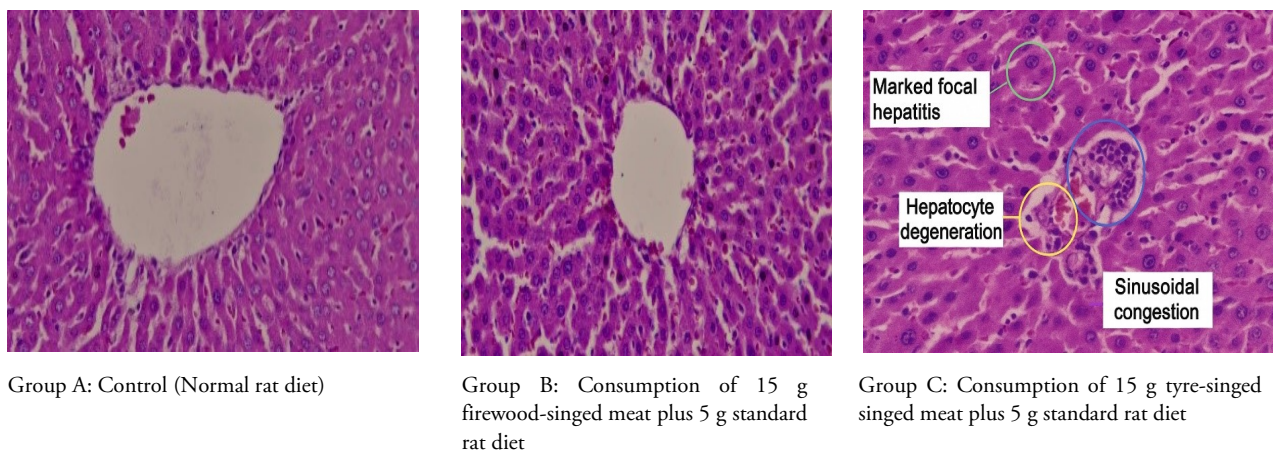 Marked focal
hepatitis
Hepatocyte
degeneration
Sinusoidal
congestion
Group A: Control (Normal rat diet)
Group B: Consumption of 15 g
firewood-singed meat plus 5 g standard
rat diet
Group C: Consumption of 15 g tyre-singed
singed meat plus 5 g standard rat diet